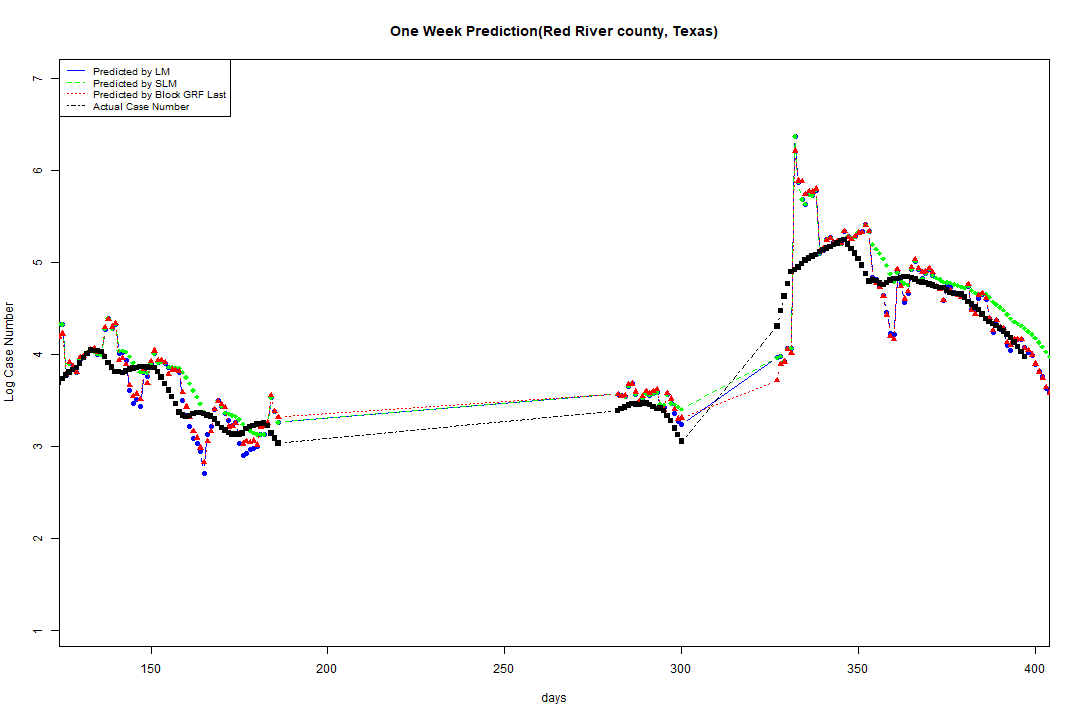 One Week Prediction(Red River county, Texas)
Predicted by LM
Predicted by SLM
Predicted by Block GRF Last
Actual Case Number
7
6
5
4
3
2
1
Log Case Number
150 200 250 300 350 400
days